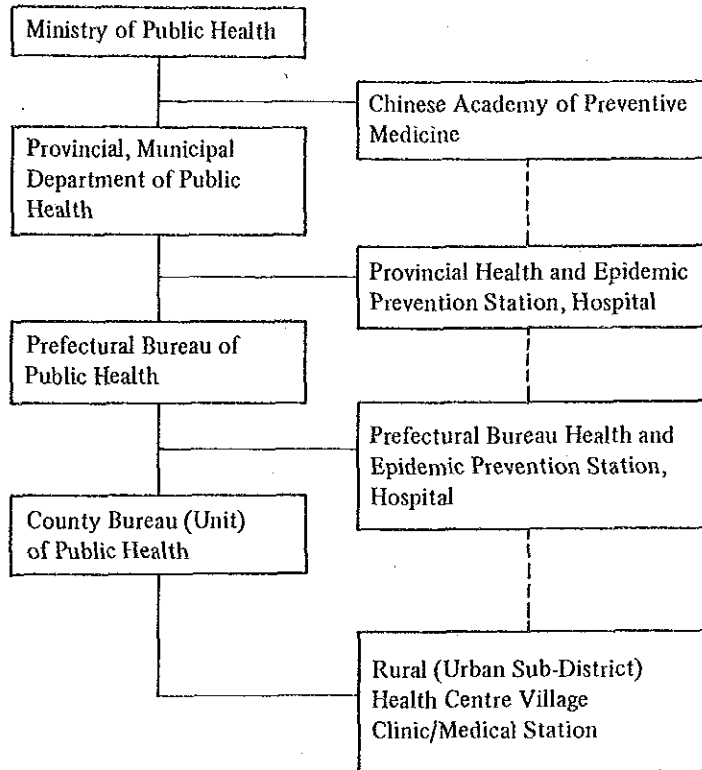 Ministry of Public Health
Chinese Academy of Preventive
Medicine
Provincial, Municipal
Department of Public
Health
Provincial Health and Epidemic
Prevention Station, Hospital
Prefectural Bureau of
Public Health
Prefectural Bureau Health and
Epidemic Prevention Station,
Hospital
County Bureau (Unit)
of Public Health
Rural (Urban Sub-District)
Health Centre Village
Clinic/Medical Station